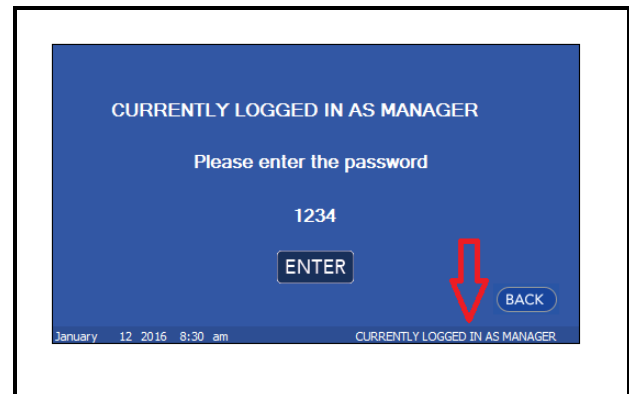 CURRENTLY LOGGED IN AS MANAGER
Please enter the password
1234
ENTER
BACK
January 12 2016 8:30 am CURRENTLY LOGGED IN AS MANAGER